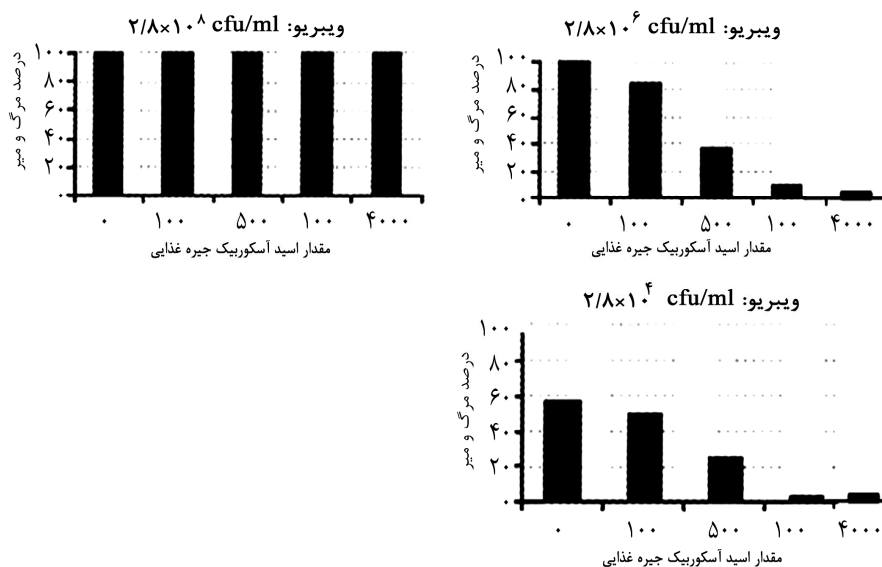 ویبریو: ۲/۸×۱۰^۶ cfu/ml
درصد مرگ و میر
۱۰۰
۸۰
۶۰
۴۰
۲۰
۰
۰ ۱۰۰ ۵۰۰ ۱۰۰ ۴۰۰۰
مقدار اسید آسکوربیک جیره غذایی
ویبریو: ۲/۸×۱۰^۸ cfu/ml
درصد مرگ و میر
۱۰۰
۸۰
۶۰
۴۰
۲۰
۰
۰ ۱۰۰ ۵۰۰ ۱۰۰ ۴۰۰۰
مقدار اسید آسکوربیک جیره غذایی
ویبریو: ۲/۸×۱۰^۴ cfu/ml
درصد مرگ و میر
۱۰۰
۸۰
۶۰
۴۰
۲۰
۰
۰ ۱۰۰ ۵۰۰ ۱۰۰ ۴۰۰۰
مقدار اسید آسکوربیک جیره غذایی